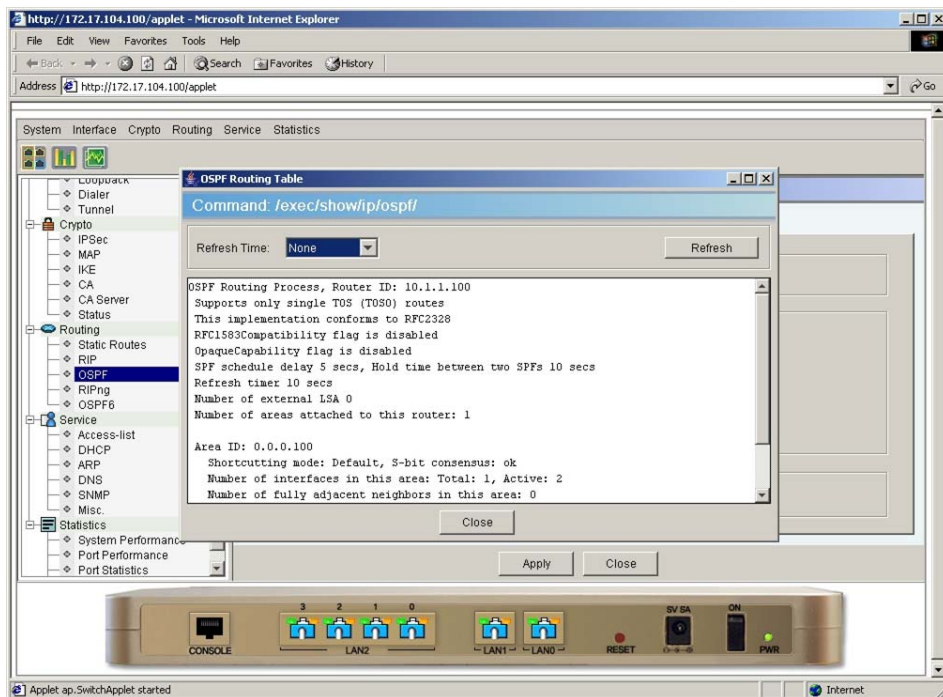 http://172.17.104.100/applet - Microsoft Internet Explorer
File Edit View Favorites Tools Help
Back Search Favorites History
Address http://172.17.104.100/applet Go
System Interface Crypto Routing Service Statistics
Loopback
Dialer
Tunnel
Crypto
IPSec
MAP
IKE
CA
CA Server
Status
Routing
Static Routes
RIP
OSPF
RIPng
OSPF6
Service
Access-list
DHCP
ARP
DNS
SNMP
Misc.
Statistics
System Performance
Port Performance
Port Statistics
OSPF Routing Table
Command: /exec/show/ip/ospf/
Refresh Time: None Refresh
OSPF Routing Process, Router ID: 10.1.1.100
Supports only single TOS (TOS0) routes
This implementation conforms to RFC2328
RFC1583Compatibility flag is disabled
OpaqueCapability flag is disabled
SPF schedule delay 5 secs, Hold time between two SPFs 10 secs
Refresh timer 10 secs
Number of external LSA 0
Number of areas attached to this router: 1
Area ID: 0.0.0.100
Shortcutting mode: Default, S-bit consensus: ok
Number of interfaces in this area: Total: 1, Active: 2
Number of fully adjacent neighbors in this area: 0
Close
Apply Close
3 2 1 0
CONSOLE LAN2 LAN1 LAN0 RESET
5V 5A ON
PWR
Applet ap.SwitchApplet started
Internet